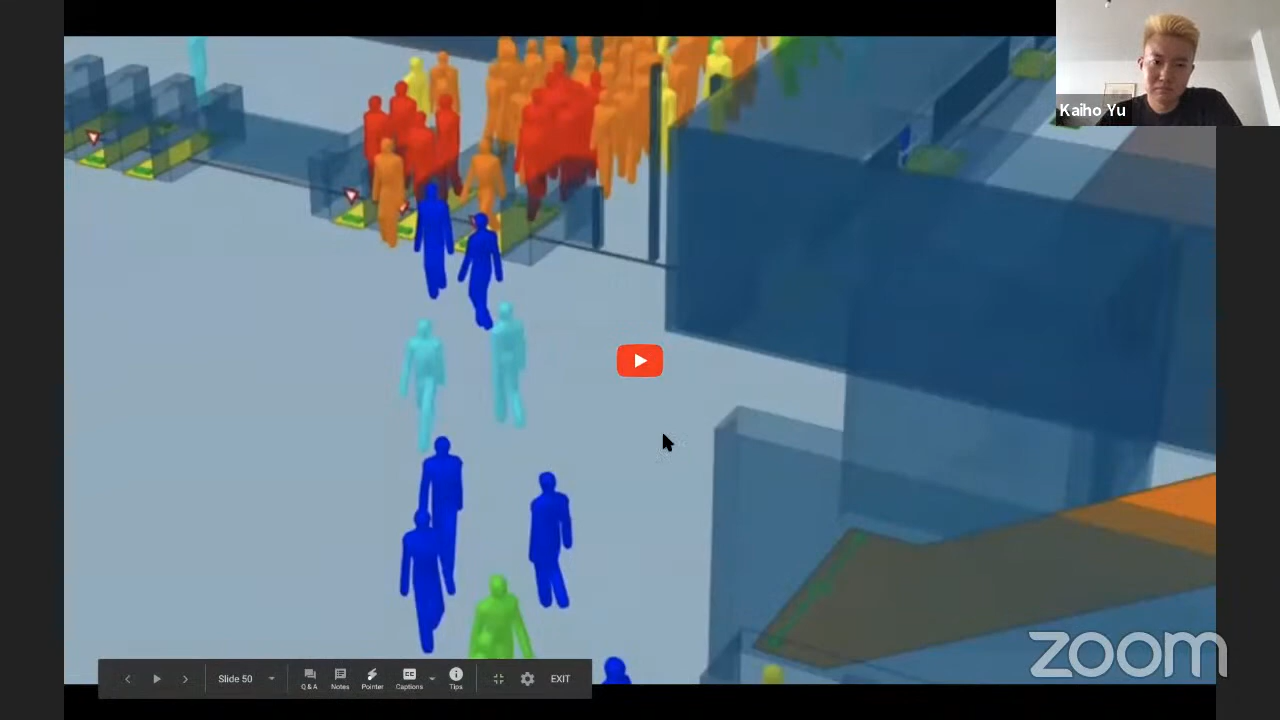 Kaiho Yu
Slide 50
Q&A
Notes
Pointer
Captions
Tips
EXIT
zoom